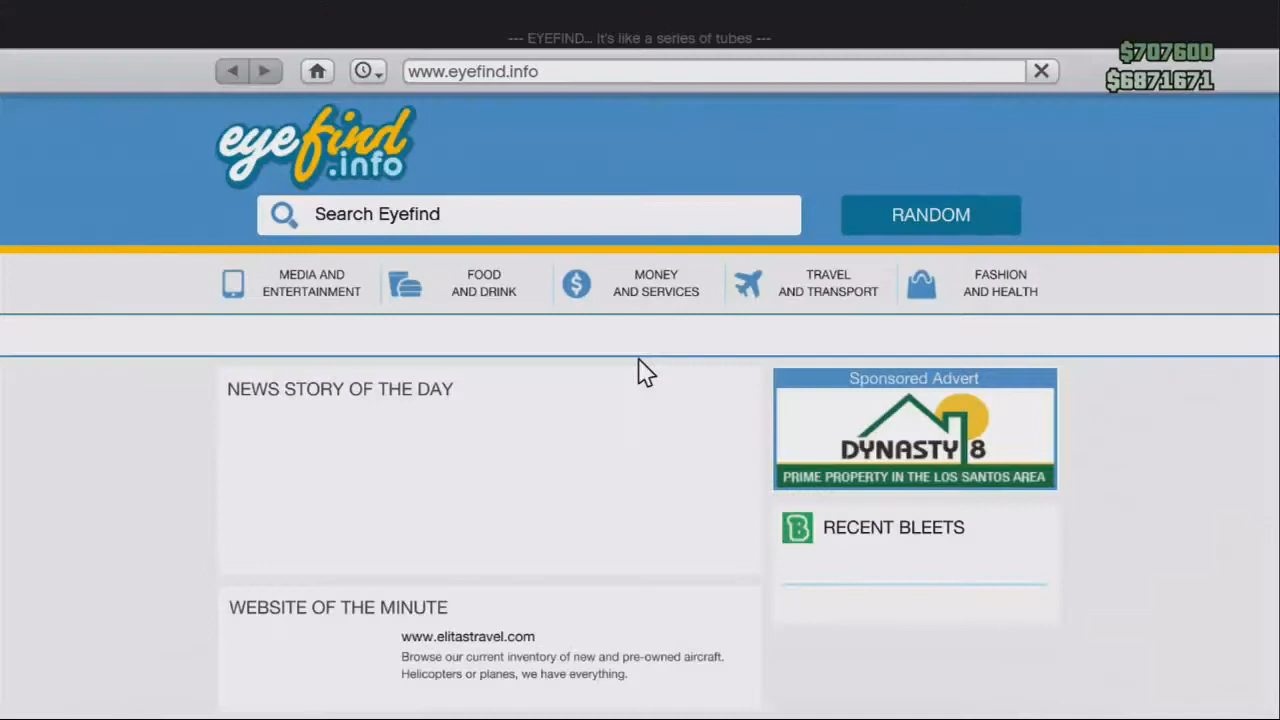 --- EYEFIND... It's like a series of tubes ---
www.eyefind.info
$707600
$6871671
eyefind
.info
Search Eyefind
RANDOM
MEDIA AND
ENTERTAINMENT
FOOD
AND DRINK
MONEY
AND SERVICES
TRAVEL
AND TRANSPORT
FASHION
AND HEALTH
NEWS STORY OF THE DAY
Sponsored Advert
DYNASTY 8
PRIME PROPERTY IN THE LOS SANTOS AREA
B RECENT BLEETS
WEBSITE OF THE MINUTE
www.elitastravel.com
Browse our current inventory of new and pre-owned aircraft.
Helicopters or planes, we have everything.